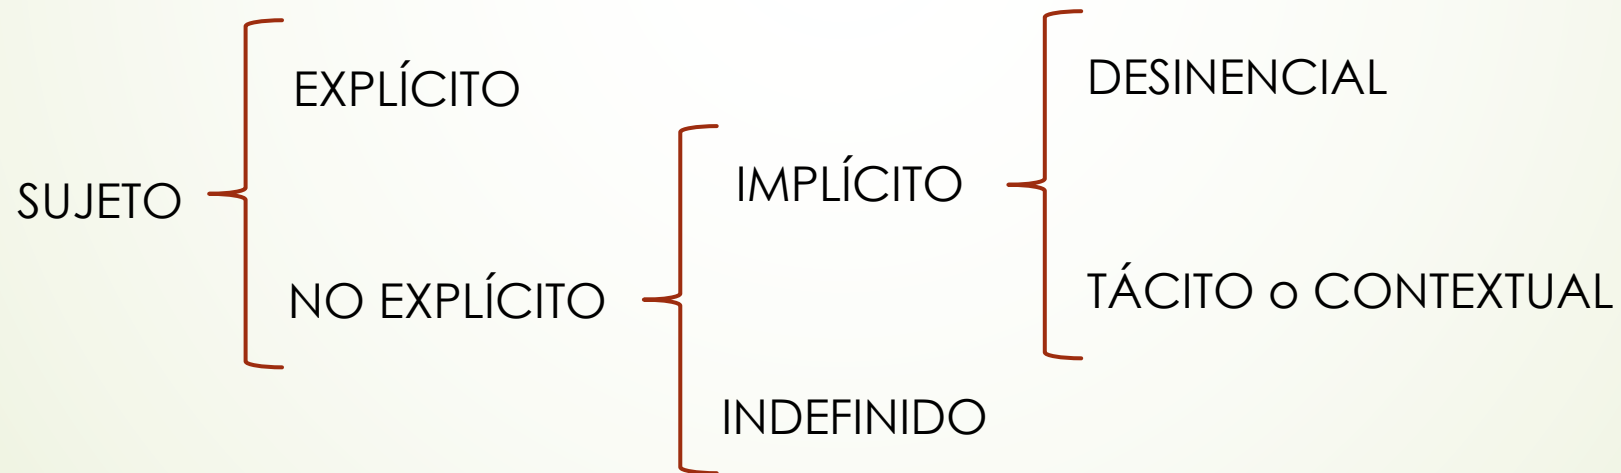 SUJETO
EXPLÍCITO
NO EXPLÍCITO
IMPLÍCITO
INDEFINIDO
DESINENCIAL
TÁCITO o CONTEXTUAL